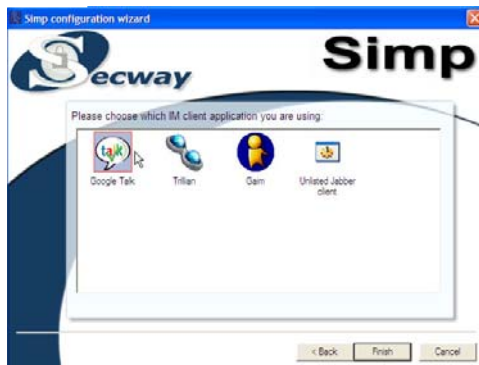 Simp configuration wizard
Secway
Simp
Please choose which IM client application you are using:
talk
Google Talk
Trillian
Gaim
Unlisted Jabber
client
< Back
Finish
Cancel